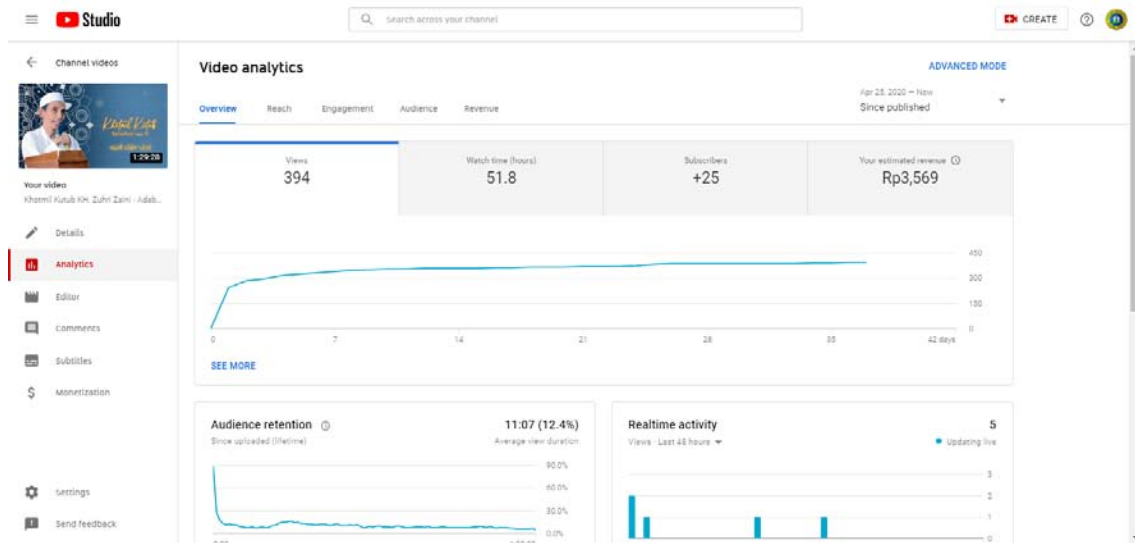 Studio
Search across your channel
CREATE
Channel videos
Video analytics
ADVANCED MODE
Overview
Reach
Engagement
Audience
Revenue
Apr 25, 2020 – Now
Since published
Khotmil Kutub
1:29:28
Your video
Khotmil Kutub KH. Zuhri Zaini - Adab...
Details
Analytics
Editor
Comments
Subtitles
Monetization
Settings
Send feedback
Views
394
Watch time (hours)
51.8
Subscribers
+25
Your estimated revenue
Rp3,569
450
300
150
0
0
7
14
21
28
35
42 days
SEE MORE
Audience retention
11:07 (12.4%)
Since uploaded (lifetime)
Average view duration
90.0%
60.0%
30.0%
0.0%
Realtime activity
5
Views · Last 48 hours
Updating live
3
2
1
0